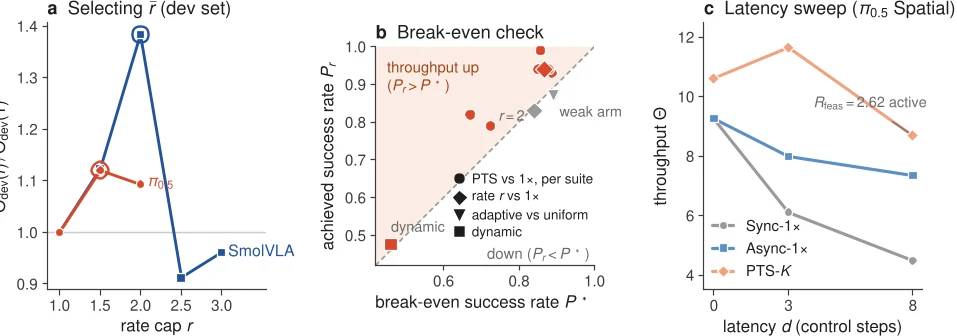 a Selecting r̄ (dev set)
1.4
1.3
1.2
1.1
1.0
0.9
π0.5
SmolVLA
1.0 1.5 2.0 2.5 3.0
rate cap r
b Break-even check
achieved success rate Pr
1.0
0.9
0.8
0.7
0.6
0.5
throughput up
(Pr > P*)
r = 2
weak arm
PTS vs 1×, per suite
rate r vs 1×
adaptive vs uniform
dynamic
dynamic
down (Pr < P*)
0.6 0.8 1.0
break-even success rate P*
c Latency sweep (π0.5 Spatial)
throughput Θ
12
10
8
6
4
Rfeas = 2.62 active
Sync-1×
Async-1×
PTS-K
0 3 8
latency d (control steps)